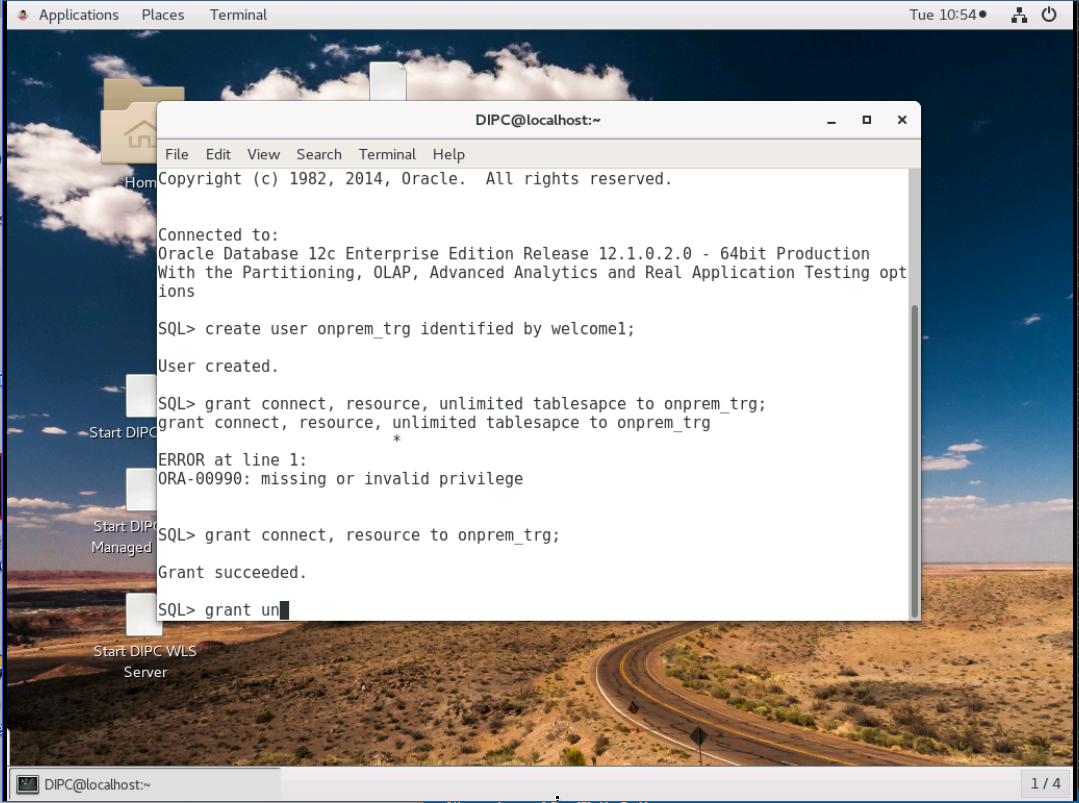 Applications Places Terminal Tue 10:54
DIPC@localhost:~
File Edit View Search Terminal Help
Copyright (c) 1982, 2014, Oracle.  All rights reserved.
Connected to:
Oracle Database 12c Enterprise Edition Release 12.1.0.2.0 - 64bit Production
With the Partitioning, OLAP, Advanced Analytics and Real Application Testing opt
ions
SQL> create user onprem_trg identified by welcome1;
User created.
SQL> grant connect, resource, unlimited tablesapce to onprem_trg;
grant connect, resource, unlimited tablesapce to onprem_trg
*
ERROR at line 1:
ORA-00990: missing or invalid privilege
SQL> grant connect, resource to onprem_trg;
Grant succeeded.
SQL> grant un
Hom
Start DIPC
Start DIP
Managed
Start DIPC WLS
Server
DIPC@localhost:~
1 / 4